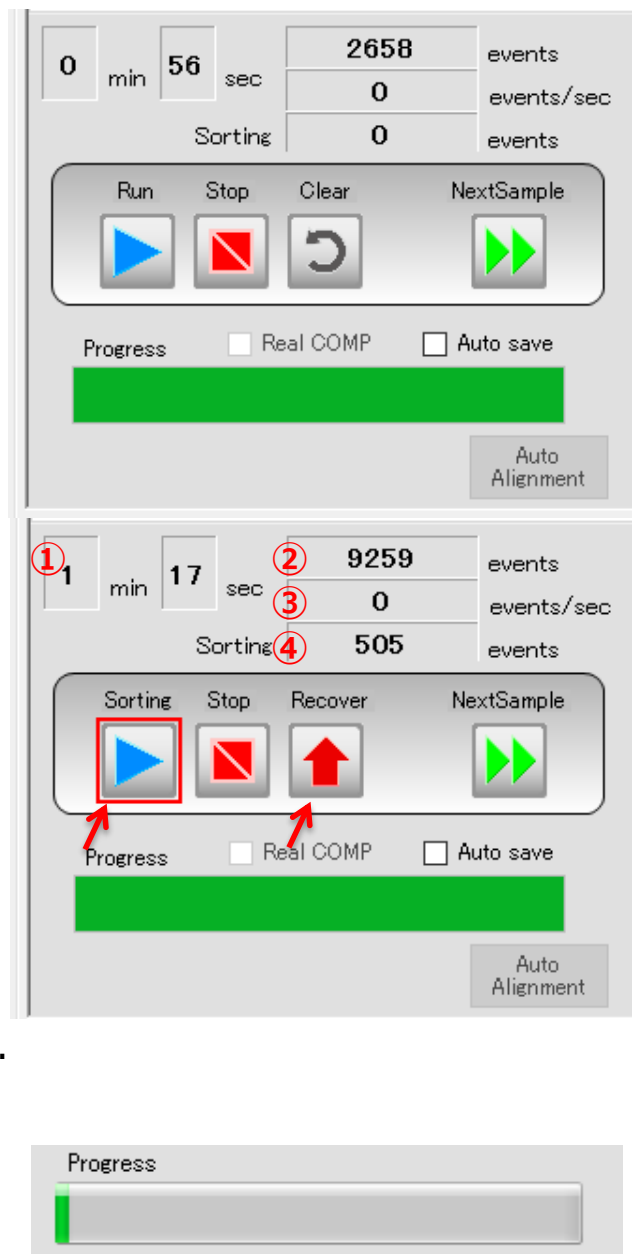 2658 events
0 min 56 sec
0 events/sec
Sorting 0 events
Run Stop Clear NextSample
Progress Real COMP Auto save
Auto
Alignment
① ② 9259 events
1 min 17 sec
③ 0 events/sec
Sorting ④ 505 events
Sorting Stop Recover NextSample
Progress Real COMP Auto save
Auto
Alignment
.
Progress